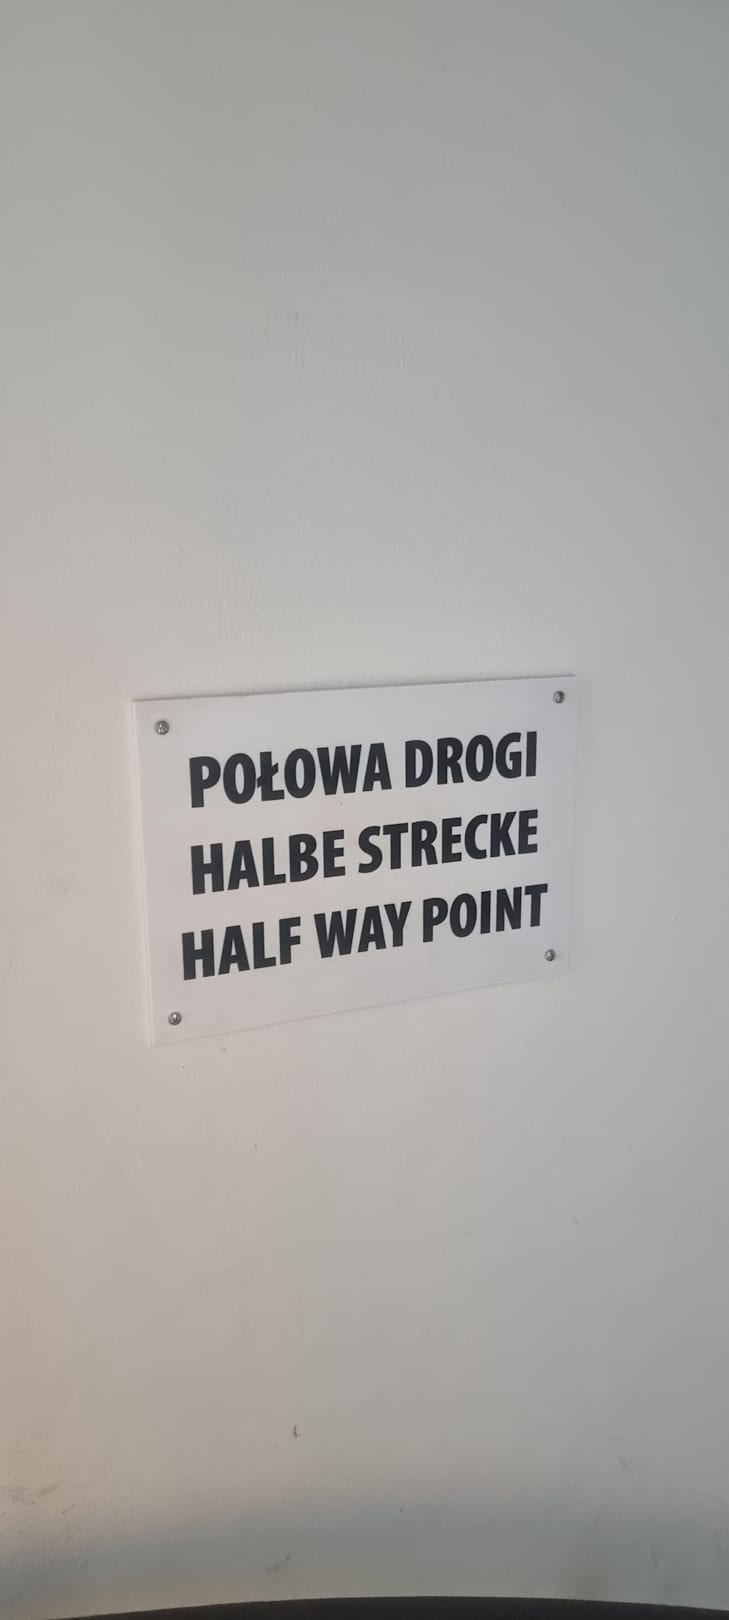 POŁOWA DROGI
HALBE STRECKE
HALF WAY POINT